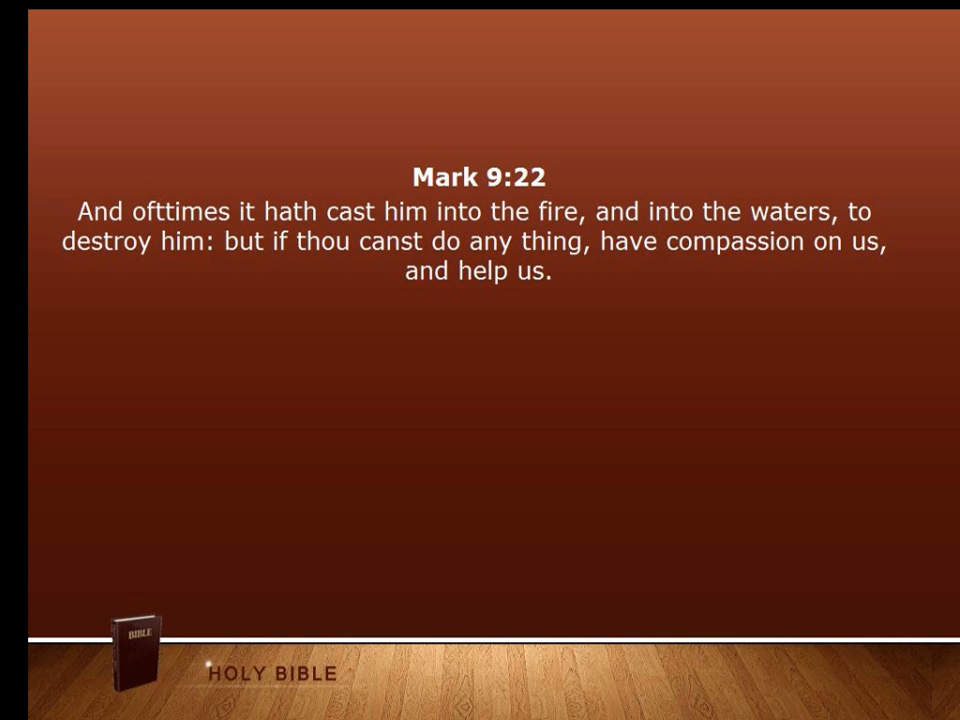 Mark 9:22
And ofttimes it hath cast him into the fire, and into the waters, to
destroy him: but if thou canst do any thing, have compassion on us,
and help us.
BIBLE
HOLY BIBLE